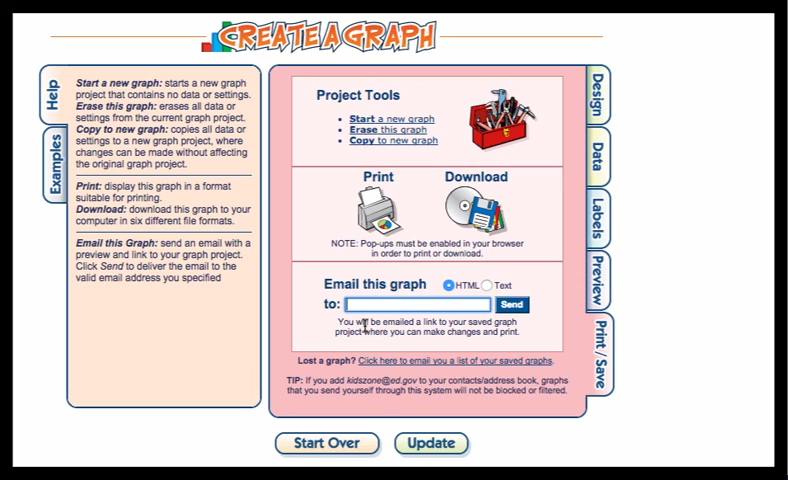 CREATE A GRAPH
Help
Examples
Start a new graph: starts a new graph
project that contains no data or settings.
Erase this graph: erases all data or
settings from the current graph project.
Copy to new graph: copies all data or
settings to a new graph project, where
changes can be made without affecting
the original graph project.
Print: display this graph in a format
suitable for printing.
Download: download this graph to your
computer in six different file formats.
Email this Graph: send an email with a
preview and link to your graph project.
Click Send to deliver the email to the
valid email address you specified
Project Tools
• Start a new graph
• Erase this graph
• Copy to new graph
Print Download
NOTE: Pop-ups must be enabled in your browser
in order to print or download.
Email this graph HTML Text
to: Send
You will be emailed a link to your saved graph
project where you can make changes and print.
Lost a graph? Click here to email you a list of your saved graphs.
TIP: If you add kidszone@ed.gov to your contacts/address book, graphs
that you send yourself through this system will not be blocked or filtered.
Design
Data
Labels
Preview
Print / Save
Start Over Update